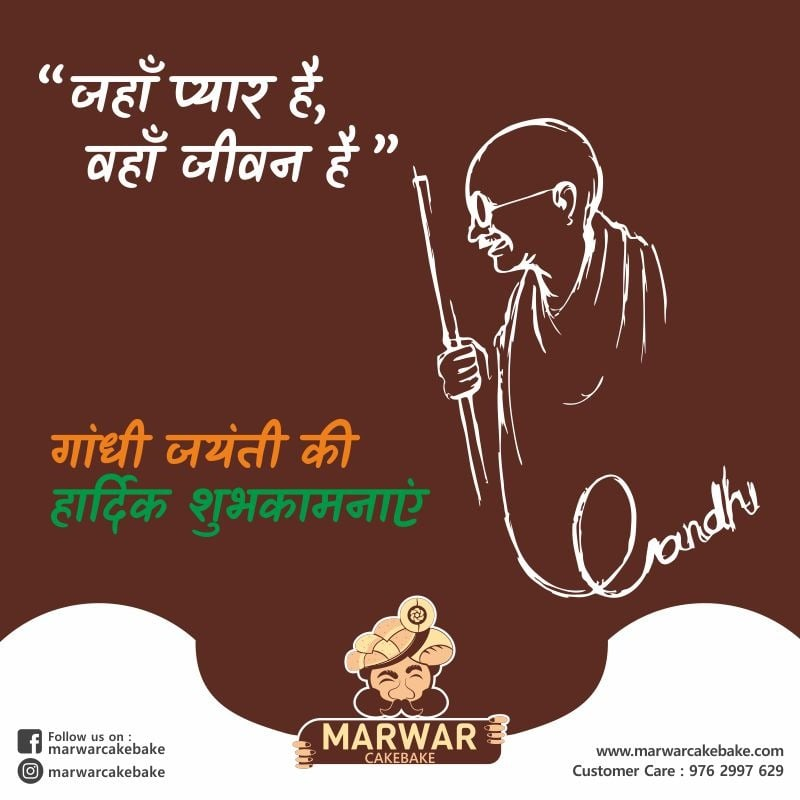 “जहाँ प्यार है,
वहाँ जीवन है”
गांधी जयंती की
हार्दिक शुभकामनाएं
Gandhi
MARWAR
CAKEBAKE
Follow us on :
marwarcakebake
marwarcakebake
www.marwarcakebake.com
Customer Care : 976 2997 629